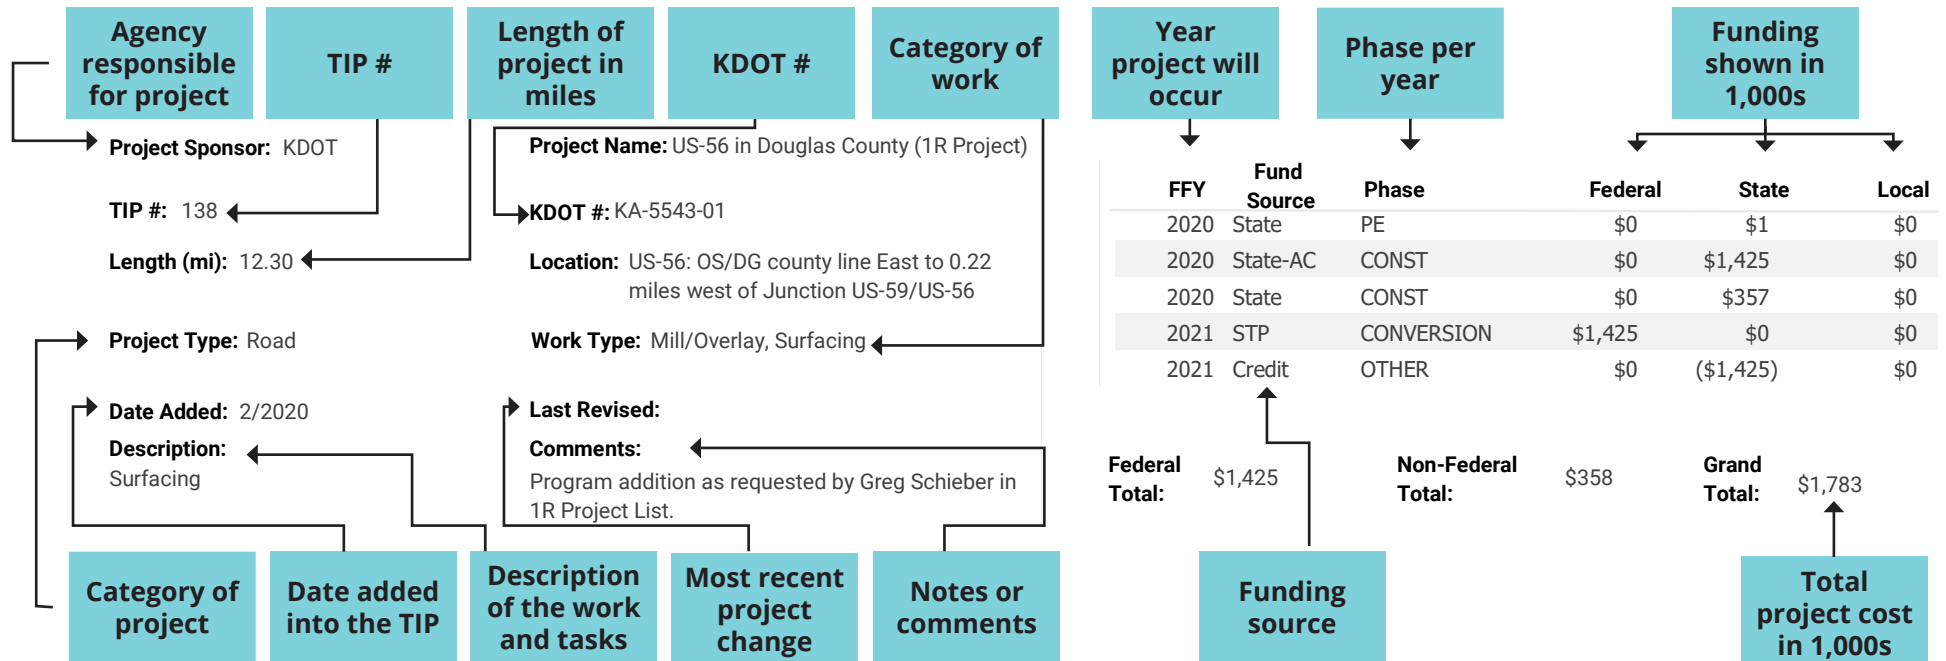 Agency
responsible
for project
TIP #
Length of
project in
miles
KDOT #
Category of
work
Year
project will
occur
Phase per
year
Funding
shown in
1,000s
Project Sponsor: KDOT
Project Name: US-56 in Douglas County (1R Project)
TIP #: 138
KDOT #: KA-5543-01
Length (mi): 12.30
Location: US-56: OS/DG county line East to 0.22
miles west of Junction US-59/US-56
Project Type: Road
Work Type: Mill/Overlay, Surfacing
Date Added: 2/2020
Last Revised:
Description:
Surfacing
Comments:
Program addition as requested by Greg Schieber in
1R Project List.
FFY Fund Source Phase Federal State Local
2020 State PE $0 $1 $0
2020 State-AC CONST $0 $1,425 $0
2020 State CONST $0 $357 $0
2021 STP CONVERSION $1,425 $0 $0
2021 Credit OTHER $0 ($1,425) $0
Federal
Total: $1,425
Non-Federal
Total: $358
Grand
Total: $1,783
Category of
project
Date added
into the TIP
Description
of the work
and tasks
Most recent
project
change
Notes or
comments
Funding
source
Total
project cost
in 1,000s